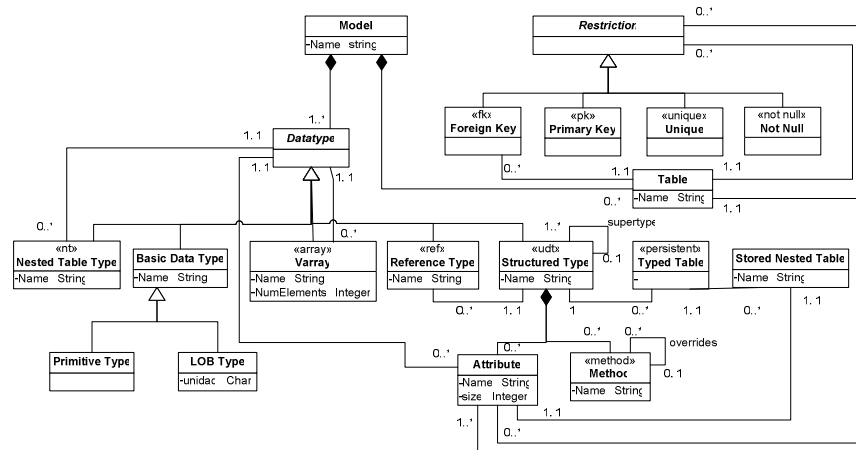 Model
-Name string
Restriction
0..*
0..*
«fk»
Foreign Key
«pk»
Primary Key
«unique»
Unique
«not null»
Not Null
1..*
Datatype
1..1
1..1
1..1
0..*
1..1
1..1
0..*
Table
-Name String
1..1
0..*
0..*
«nt»
Nested Table Type
-Name String
Basic Data Type
-Name String
«array»
Varray
-Name String
-NumElements Integer
«ref»
Reference Type
-Name String
1..*
supertype
0..1
«udt»
Structured Type
-Name String
«persistent»
Typed Table
-
Stored Nested Table
-Name String
0..*
1..1
1
0..*
1..1
0..*
1..1
Primitive Type
LOB Type
-unidad Char
0..*
0..*
0..*
0..*
overrides
0..1
Attribute
-Name String
-size Integer
«method»
Method
-Name String
1..1
1..*
0..*